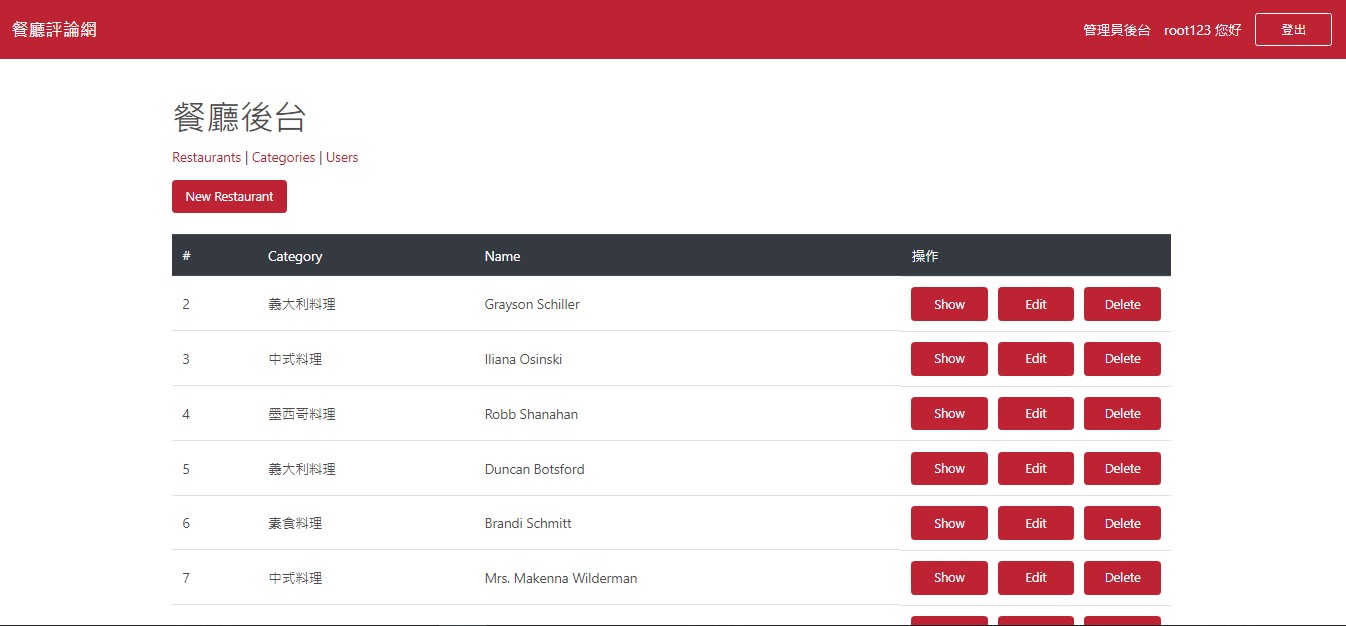 餐廳評論網 管理員後台 root123 您好 登出
餐廳後台
Restaurants | Categories | Users
New Restaurant
# Category Name 操作
2 義大利料理 Grayson Schiller Show Edit Delete
3 中式料理 Iliana Osinski Show Edit Delete
4 墨西哥料理 Robb Shanahan Show Edit Delete
5 義大利料理 Duncan Botsford Show Edit Delete
6 素食料理 Brandi Schmitt Show Edit Delete
7 中式料理 Mrs. Makenna Wilderman Show Edit Delete